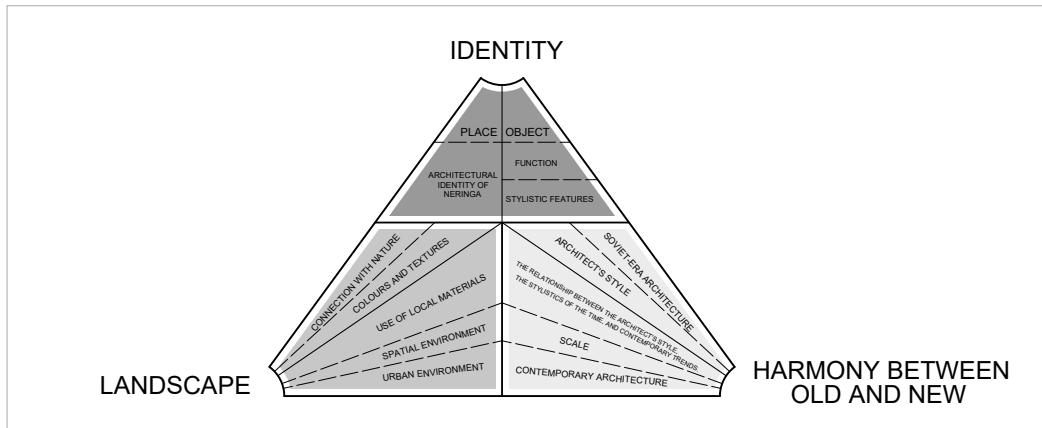 IDENTITY
PLACE
OBJECT
ARCHITECTURAL
IDENTITY OF
NERINGA
FUNCTION
STYLISTIC FEATURES
CONNECTION WITH NATURE
COLOURS AND TEXTURES
USE OF LOCAL MATERIALS
SPATIAL ENVIRONMENT
URBAN ENVIRONMENT
SOVIET-ERA ARCHITECTURE
ARCHITECT'S STYLE
THE RELATIONSHIP BETWEEN THE ARCHITECT'S STYLE,
THE STYLISTICS OF THE TIME, AND CONTEMPORARY TRENDS
SCALE
CONTEMPORARY ARCHITECTURE
LANDSCAPE
HARMONY BETWEEN
OLD AND NEW